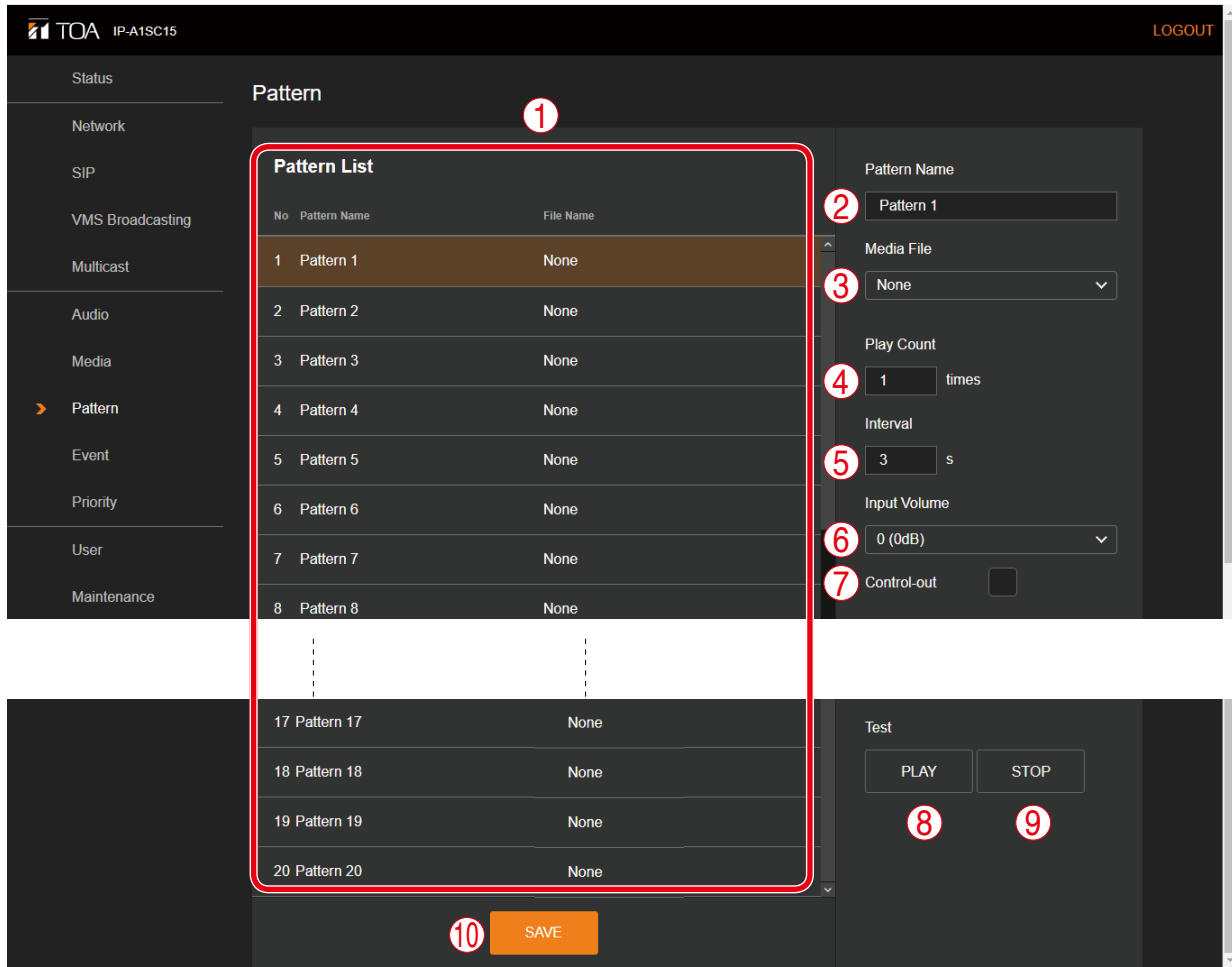 TOA IP-A1SC15 LOGOUT
Status
Network
SIP
VMS Broadcasting
Multicast
Audio
Media
Pattern
Event
Priority
User
Maintenance
Pattern
1
Pattern List
No Pattern Name File Name
1 Pattern 1 None
2 Pattern 2 None
3 Pattern 3 None
4 Pattern 4 None
5 Pattern 5 None
6 Pattern 6 None
7 Pattern 7 None
8 Pattern 8 None
17 Pattern 17 None
18 Pattern 18 None
19 Pattern 19 None
20 Pattern 20 None
10 SAVE
Pattern Name
2 Pattern 1
Media File
3 None
Play Count
4 1 times
Interval
5 3 s
Input Volume
6 0 (0dB)
7 Control-out
Test
PLAY STOP
8 9